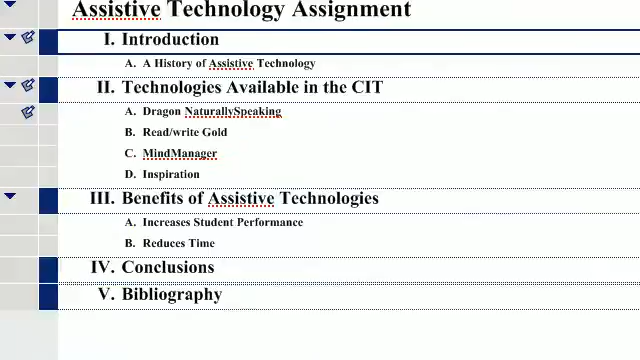 Assistive Technology Assignment
I. Introduction
A. A History of Assistive Technology
II. Technologies Available in the CIT
A. Dragon NaturallySpeaking
B. Read/write Gold
C. MindManager
D. Inspiration
III. Benefits of Assistive Technologies
A. Increases Student Performance
B. Reduces Time
IV. Conclusions
V. Bibliography